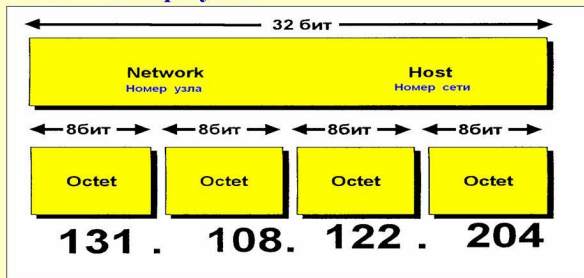 32 бит
Network Host
Номер узла Номер сети
8бит 8бит 8бит 8бит
Octet Octet Octet Octet
131 . 108. 122 . 204